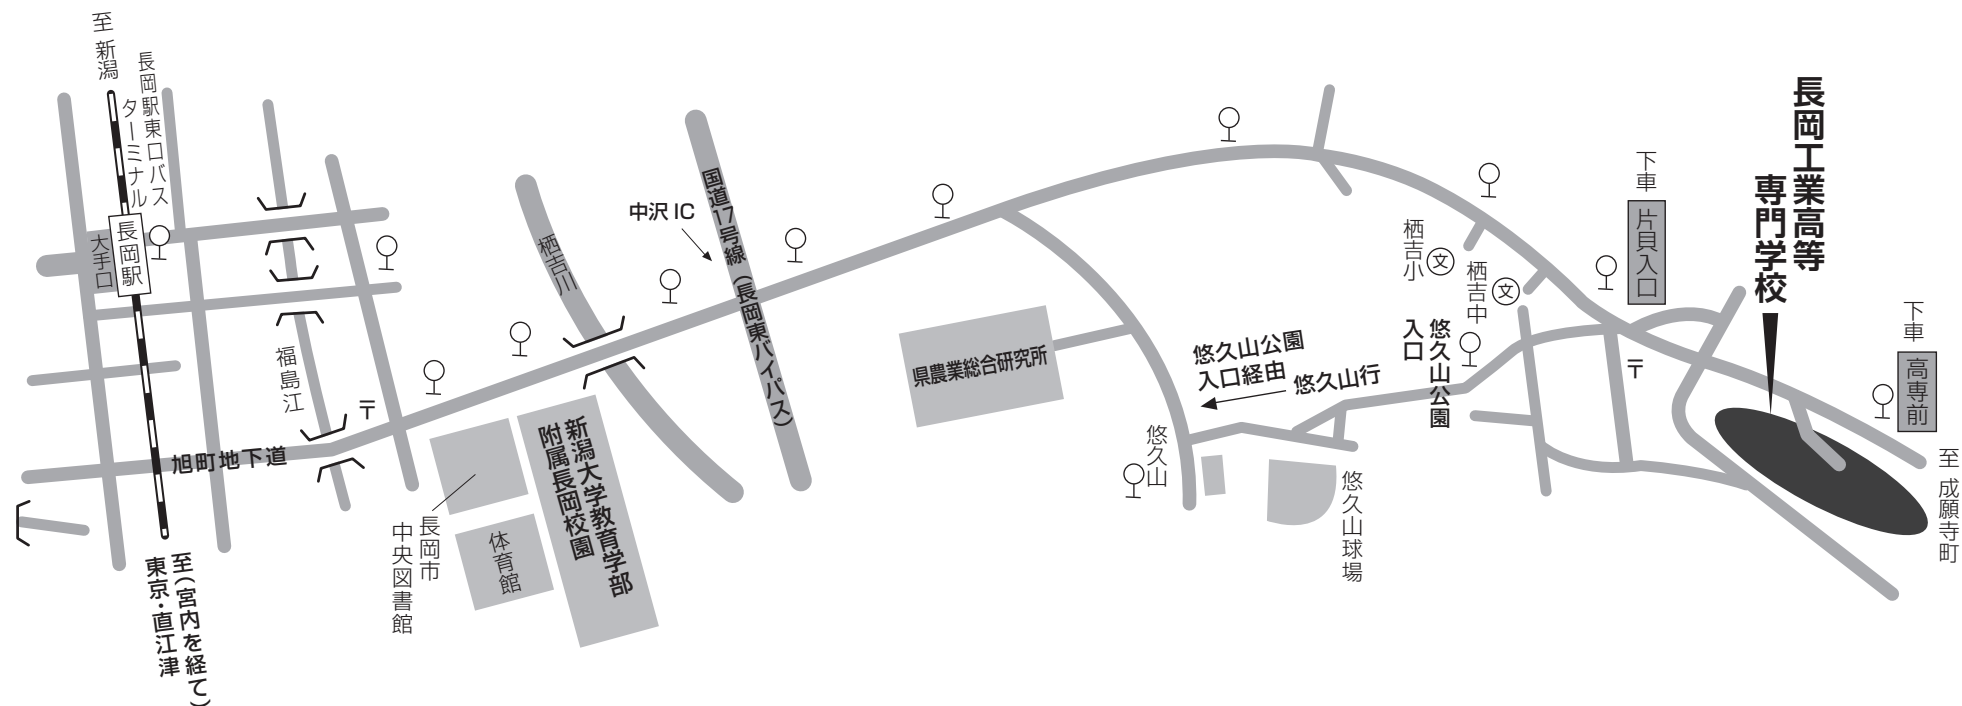 至 新潟
長岡駅東口バス
ターミナル
長岡駅
大手口
福島江
〒
旭町地下道
至(宮内を経て)
東京・直江津
長岡市
中央図書館
体育館
新潟大学教育学部
附属長岡校園
栖吉川
中沢 IC
国道17号線(長岡東バイパス)
県農業総合研究所
悠久山公園
入口経由
悠久山行
悠久山
悠久山球場
栖吉小
文
栖吉中
文
悠久山公園
入口
下車
片貝入口
〒
長岡工業高等
専門学校
下車
高専前
至 成願寺町